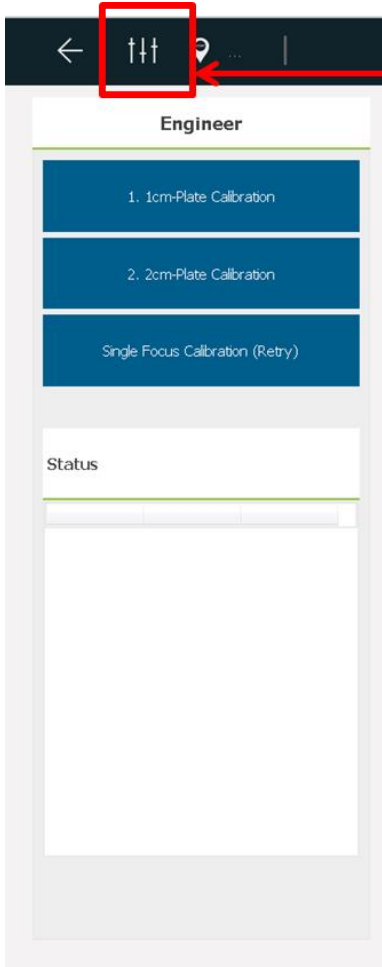 ...
Engineer
1. 1cm-Plate Calibration
2. 2cm-Plate Calibration
Single Focus Calibration (Retry)
Status